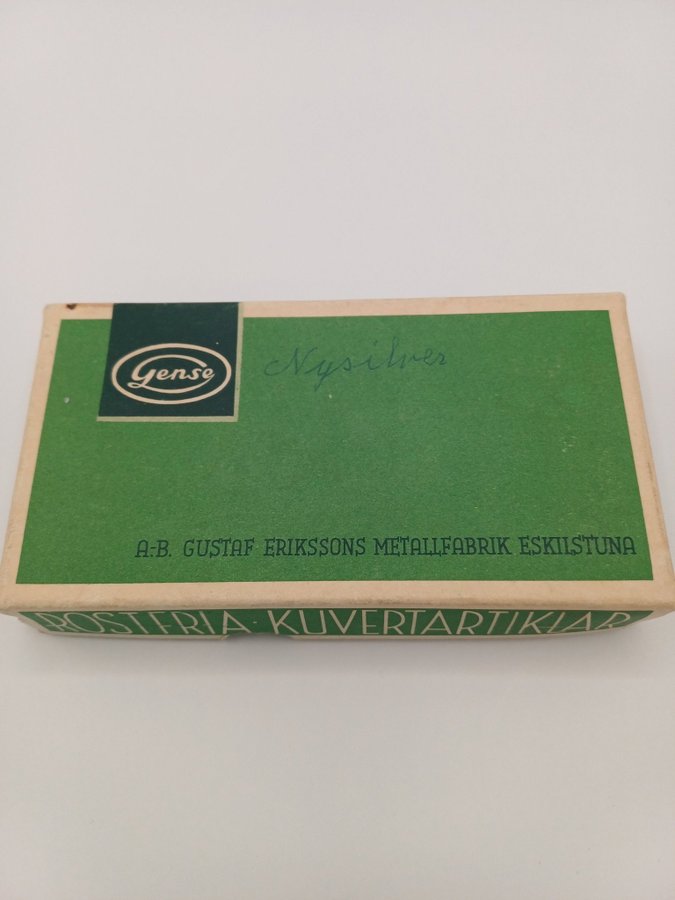 Gense
Nysilver
A.-B. GUSTAF ERIKSSONS METALLFABRIK ESKILSTUNA
ROSTFRIA · KUVERTARTIKLAR